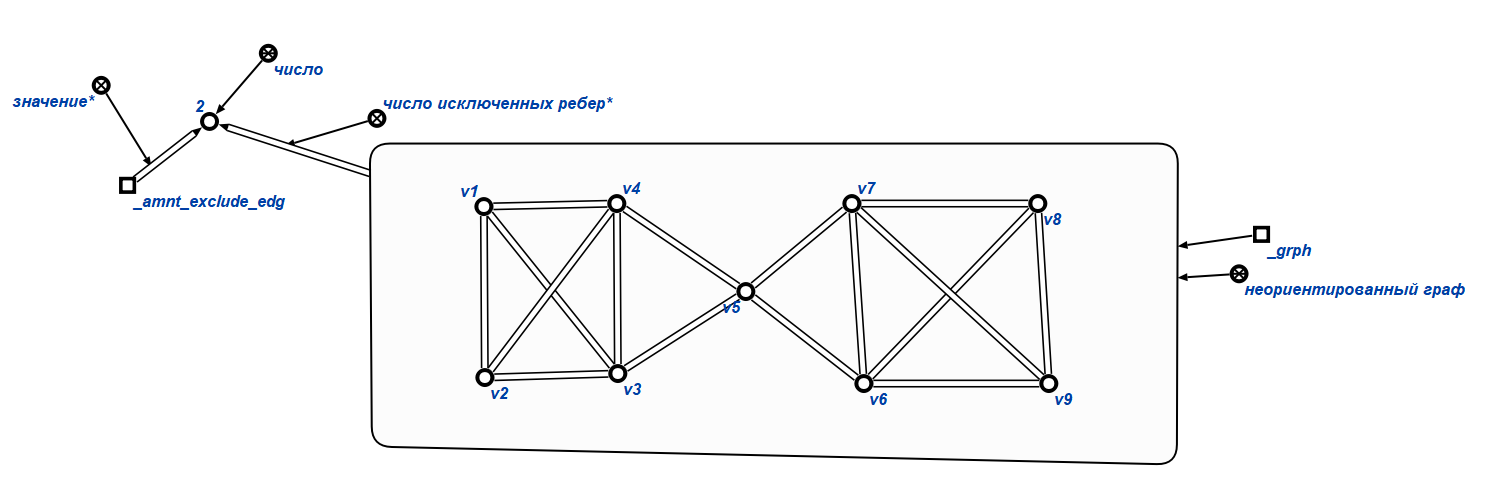 число
значение*
2
число исключенных ребер*
_amnt_exclude_edg
v1
v4
v7
v8
_grph
неориентированный граф
v5
v2
v3
v6
v9